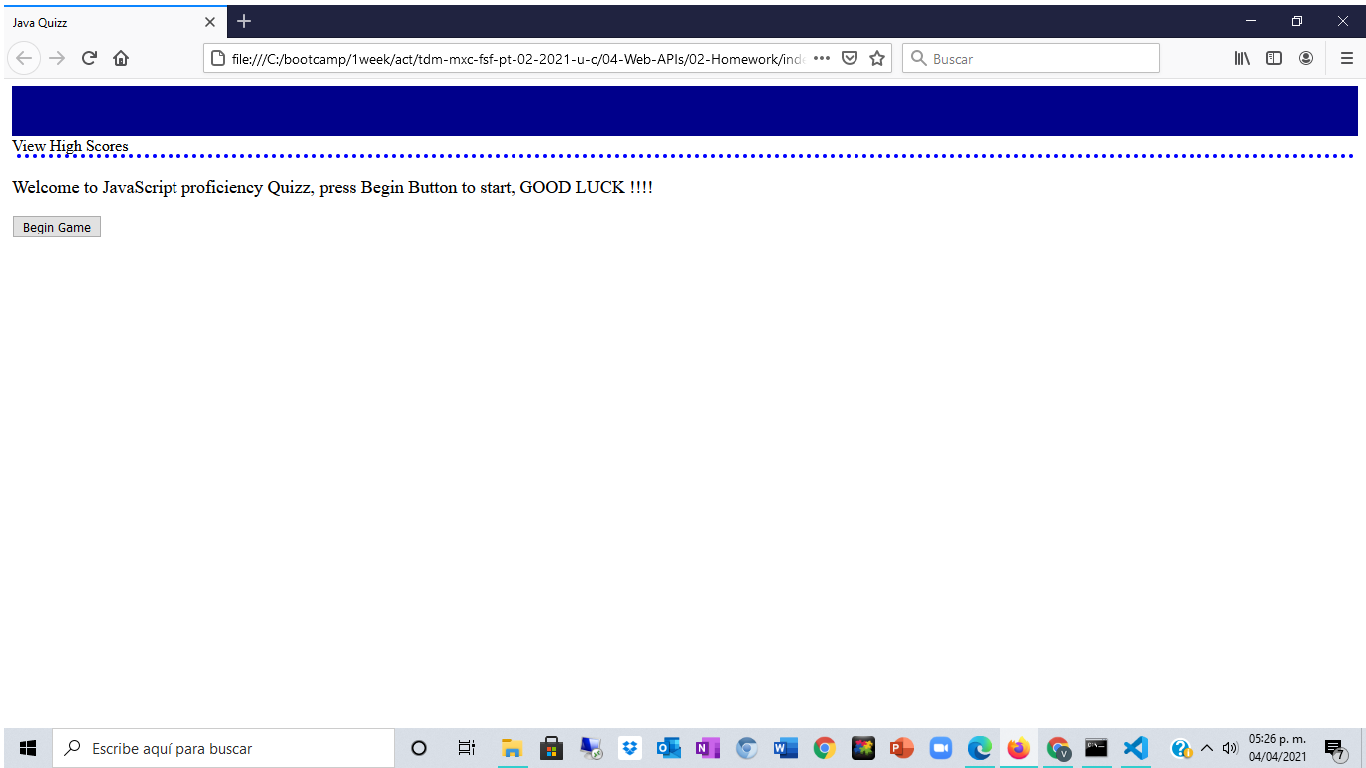 Java Quizz
file:///C:/bootcamp/1week/act/tdm-mxc-fsf-pt-02-2021-u-c/04-Web-APIs/02-Homework/inde
Buscar
View High Scores
Welcome to JavaScript proficiency Quizz, press Begin Button to start, GOOD LUCK !!!!
Begin Game
Escribe aquí para buscar
05:26 p. m.
04/04/2021
7